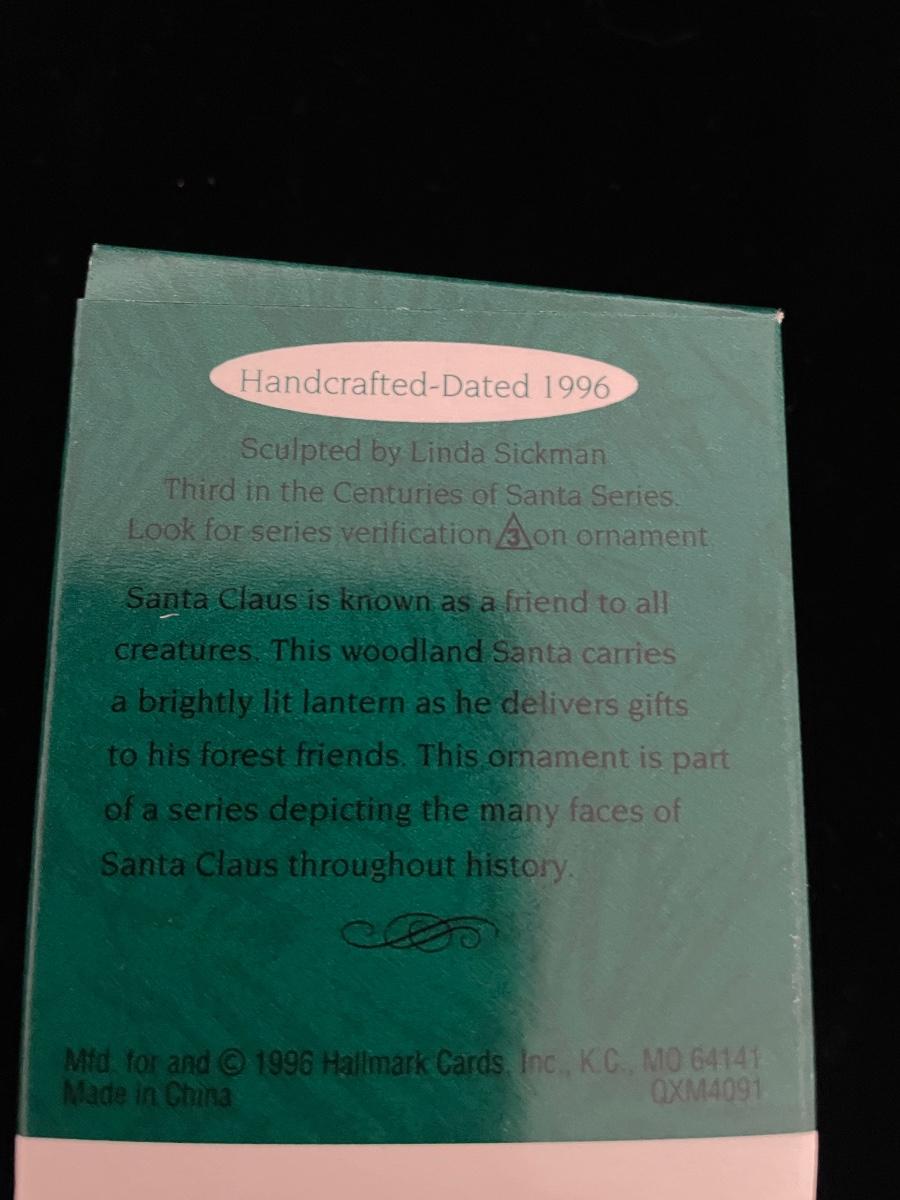 Handcrafted-Dated 1996
Sculpted by Linda Sickman
Third in the Centuries of Santa Series.
Look for series verification 3 on ornament
Santa Claus is known as a friend to all
creatures. This woodland Santa carries
a brightly lit lantern as he delivers gifts
to his forest friends. This ornament is part
of a series depicting the many faces of
Santa Claus throughout history.
Mfd. for and © 1996 Hallmark Cards, Inc., K.C., MO 64141
Made in China QXM4091